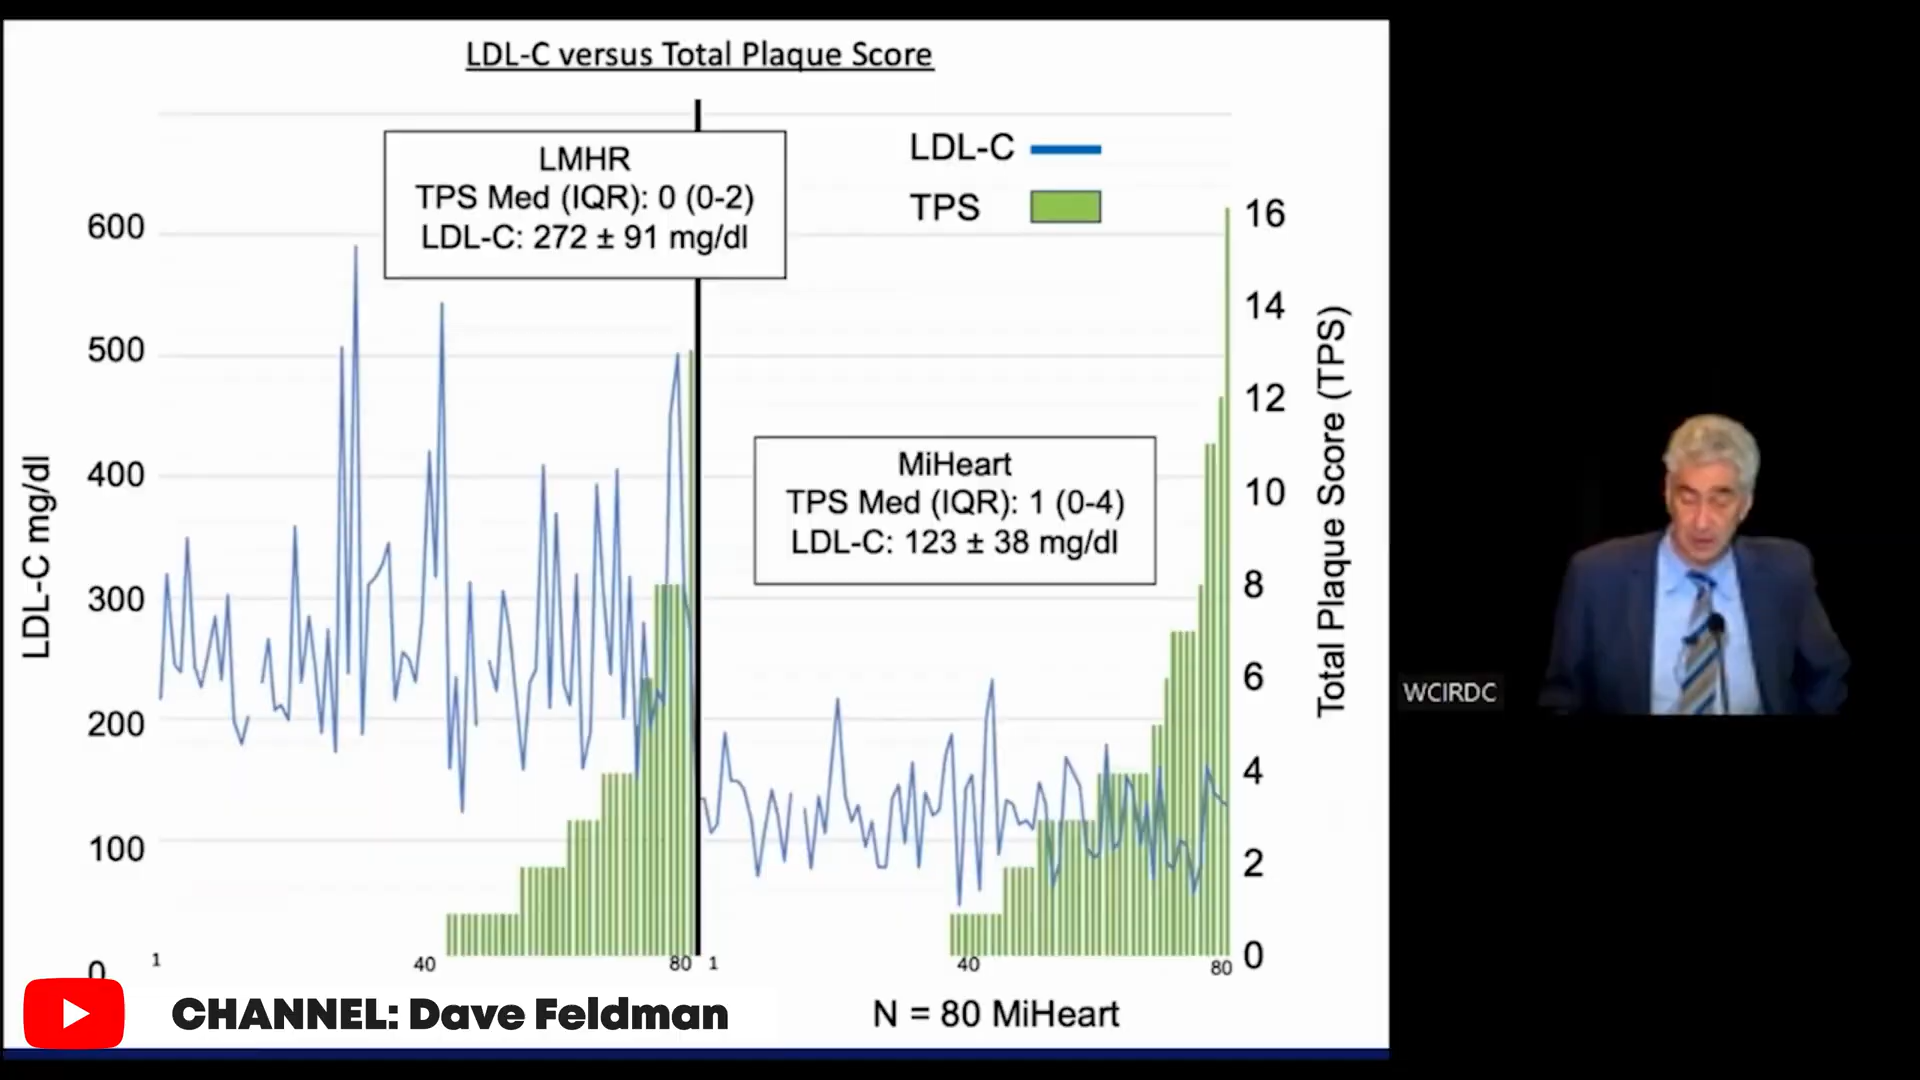 LDL-C versus Total Plaque Score
LMHR
TPS Med (IQR): 0 (0-2)
LDL-C: 272 ± 91 mg/dl
LDL-C
TPS
MiHeart
TPS Med (IQR): 1 (0-4)
LDL-C: 123 ± 38 mg/dl
LDL-C mg/dl
600
500
400
300
200
100
0
16
14
12
10
8
6
4
2
0
Total Plaque Score (TPS)
1
40
80
1
40
80
WCIRDC
CHANNEL: Dave Feldman
N = 80 MiHeart